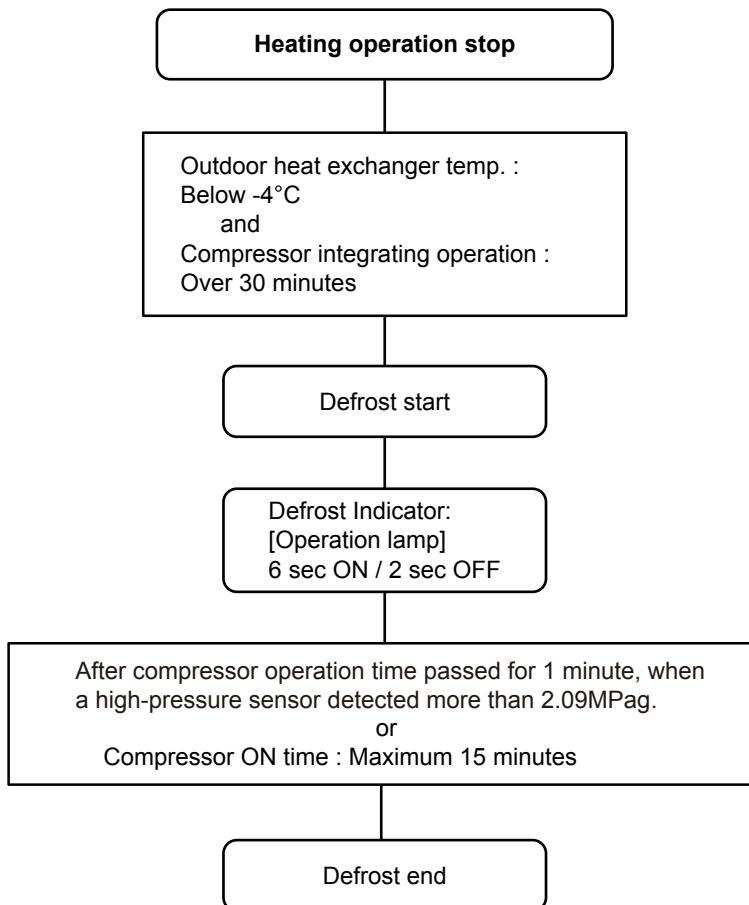 Heating operation stop
Outdoor heat exchanger temp. :
Below -4°C
and
Compressor integrating operation :
Over 30 minutes
Defrost start
Defrost Indicator:
[Operation lamp]
6 sec ON / 2 sec OFF
After compressor operation time passed for 1 minute, when
a high-pressure sensor detected more than 2.09MPag.
or
Compressor ON time : Maximum 15 minutes
Defrost end